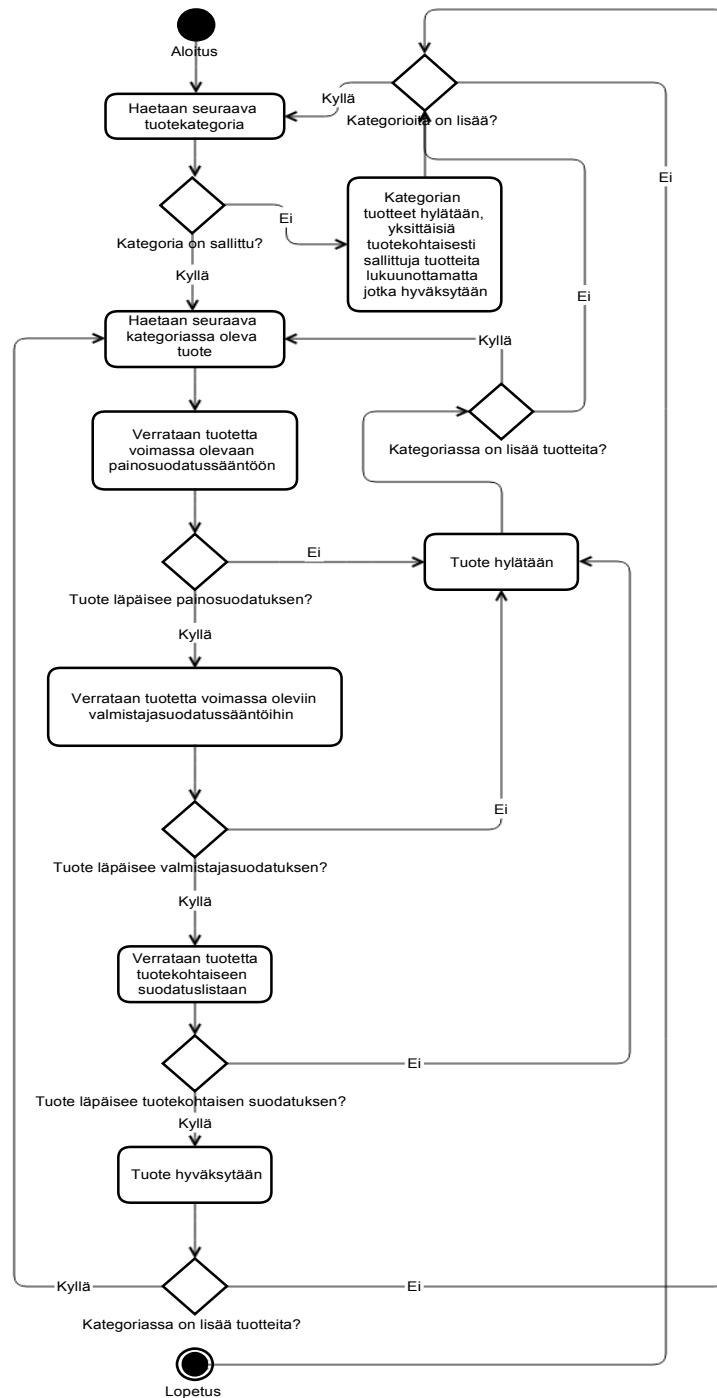 Aloitus
Kyllä
Kategorioita on lisää?
Haetaan seuraava
tuotekategoria
Ei
Kategoria on sallittu?
Ei
Kategorian
tuotteet hylätään,
yksittäisiä
tuotekohtaisesti
sallittuja tuotteita
lukuunottamatta
jotka hyväksytään
Kyllä
Ei
Haetaan seuraava
kategoriassa oleva
tuote
Kyllä
Kategoriassa on lisää tuotteita?
Verrataan tuotetta
voimassa olevaan
painosuodatussääntöön
Ei
Tuote hylätään
Tuote läpäisee painosuodatuksen?
Kyllä
Verrataan tuotetta voimassa oleviin
valmistajasuodatussääntöihin
Ei
Tuote läpäisee valmistajasuodatuksen?
Kyllä
Verrataan tuotetta
tuotekohtaiseen
suodatuslistaan
Ei
Tuote läpäisee tuotekohtaisen suodatuksen?
Kyllä
Tuote hyväksytään
Kyllä
Ei
Kategoriassa on lisää tuotteita?
Lopetus